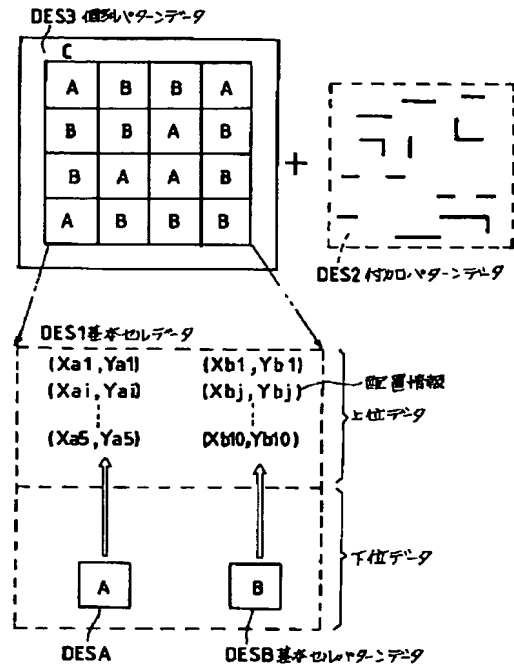 DES3 個別パターンデータ
C
A B B A
B B A B
B A A B
A B B B
+
DES2 付加パターンデータ
DES1 基本セルデータ
(Xa1,Ya1) (Xb1,Yb1)
(Xai,Yai) (Xbj,Ybj) 配置情報
(Xa5,Ya5) (Xb10,Yb10)
上位データ
A B
下位データ
DESA DESB 基本セルパターンデータ